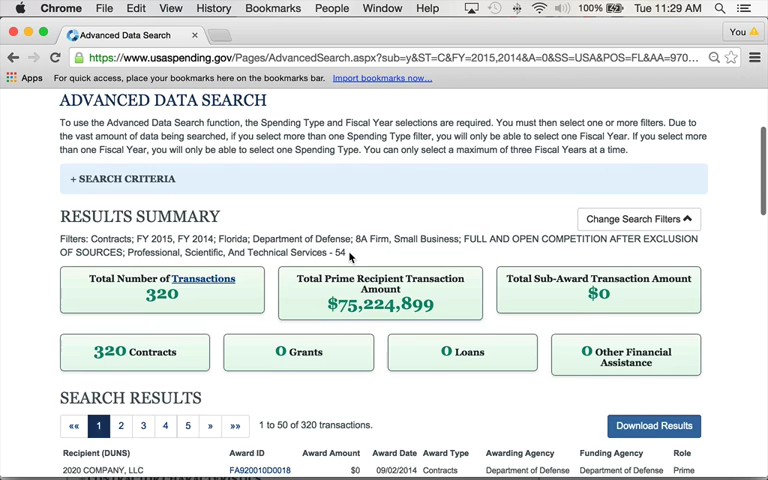 Chrome File Edit View History Bookmarks People Window Help 100% Tue 11:29 AM
Advanced Data Search You
https://www.usaspending.gov/Pages/AdvancedSearch.aspx?sub=y&ST=C&FY=2015,2014&A=0&SS=USA&POS=FL&AA=970...
Apps For quick access, place your bookmarks here on the bookmarks bar. Import bookmarks now...
ADVANCED DATA SEARCH
To use the Advanced Data Search function, the Spending Type and Fiscal Year selections are required. You must then select one or more filters. Due to
the vast amount of data being searched, if you select more than one Spending Type filter, you will only be able to select one Fiscal Year. If you select more
than one Fiscal Year, you will only be able to select one Spending Type. You can only select a maximum of three Fiscal Years at a time.
+ SEARCH CRITERIA
RESULTS SUMMARY
Change Search Filters
Filters: Contracts; FY 2015, FY 2014; Florida; Department of Defense; 8A Firm, Small Business; FULL AND OPEN COMPETITION AFTER EXCLUSION
OF SOURCES; Professional, Scientific, And Technical Services - 54
Total Number of Transactions
320
Total Prime Recipient Transaction
Amount
$75,224,899
Total Sub-Award Transaction Amount
$0
320 Contracts
0 Grants
0 Loans
0 Other Financial
Assistance
SEARCH RESULTS
«« 1 2 3 4 5 » »» 1 to 50 of 320 transactions.
Download Results
Recipient (DUNS) Award ID Award Amount Award Date Award Type Awarding Agency Funding Agency Role
2020 COMPANY, LLC FA920010D0018 $0 09/02/2014 Contracts Department of Defense Department of Defense Prime